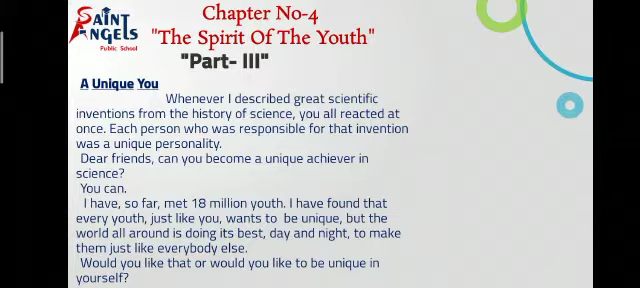 SAINT
ANGELS
Public School
Chapter No-4
"The Spirit Of The Youth"
"Part- III"
A Unique You
Whenever I described great scientific
inventions from the history of science, you all reacted at
once. Each person who was responsible for that invention
was a unique personality.
Dear friends, can you become a unique achiever in
science?
You can.
I have, so far, met 18 million youth. I have found that
every youth, just like you, wants to be unique, but the
world all around is doing its best, day and night, to make
them just like everybody else.
Would you like that or would you like to be unique in
yourself?